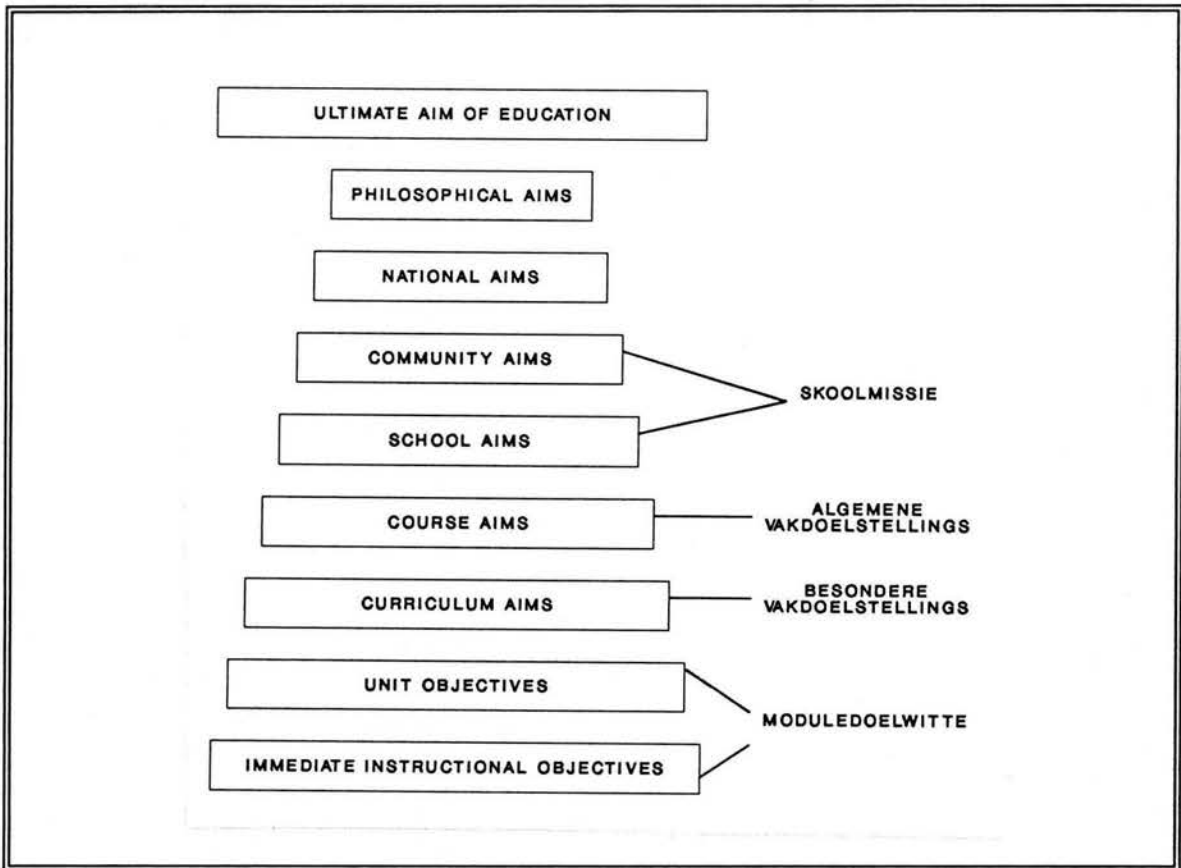 ULTIMATE AIM OF EDUCATION
PHILOSOPHICAL AIMS
NATIONAL AIMS
COMMUNITY AIMS
SKOOLMISSIE
SCHOOL AIMS
COURSE AIMS
ALGEMENE
VAKDOELSTELLINGS
CURRICULUM AIMS
BESONDERE
VAKDOELSTELLINGS
UNIT OBJECTIVES
MODULEDOELWITTE
IMMEDIATE INSTRUCTIONAL OBJECTIVES